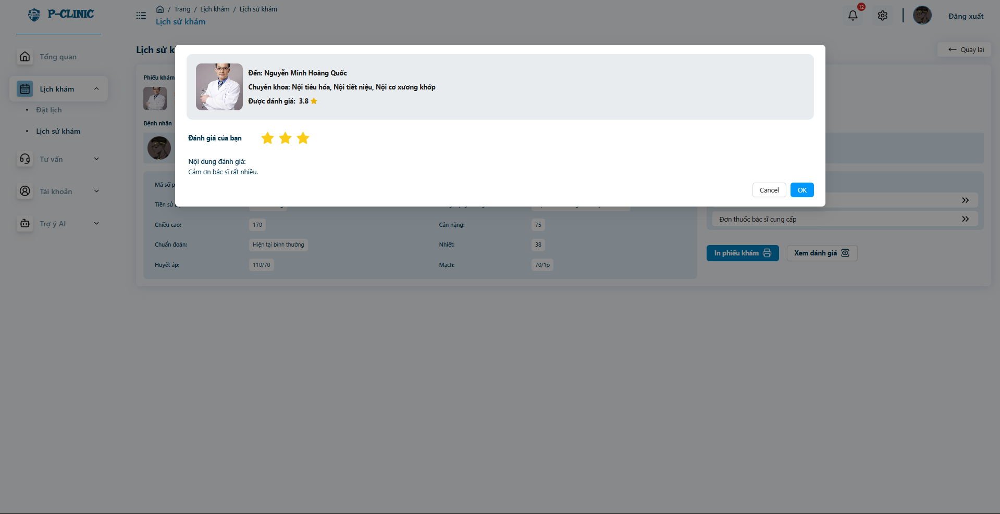 P-CLINIC
/ Trang / Lịch khám / Lịch sử khám
Lịch sử khám
12
Đăng xuất
Tổng quan
Lịch khám
Đặt lịch
Lịch sử khám
Tư vấn
Tài khoản
Trợ ý AI
Lịch sử k
Quay lại
Phiếu khám
Bệnh nhân
Đến: Nguyễn Minh Hoàng Quốc
Chuyên khoa: Nội tiêu hóa, Nội tiết niệu, Nội cơ xương khớp
Được đánh giá: 3.8
Đánh giá của bạn
Nội dung đánh giá:
Cảm ơn bác sĩ rất nhiều.
Cancel
OK
Mã số p
Tiền sử
Chiều cao:
170
Cân nặng:
75
Chuẩn đoán:
Hiện tại bình thường
Nhiệt:
38
Huyết áp:
110/70
Mạch:
70/1p
Đơn thuốc bác sĩ cung cấp
In phiếu khám
Xem đánh giá